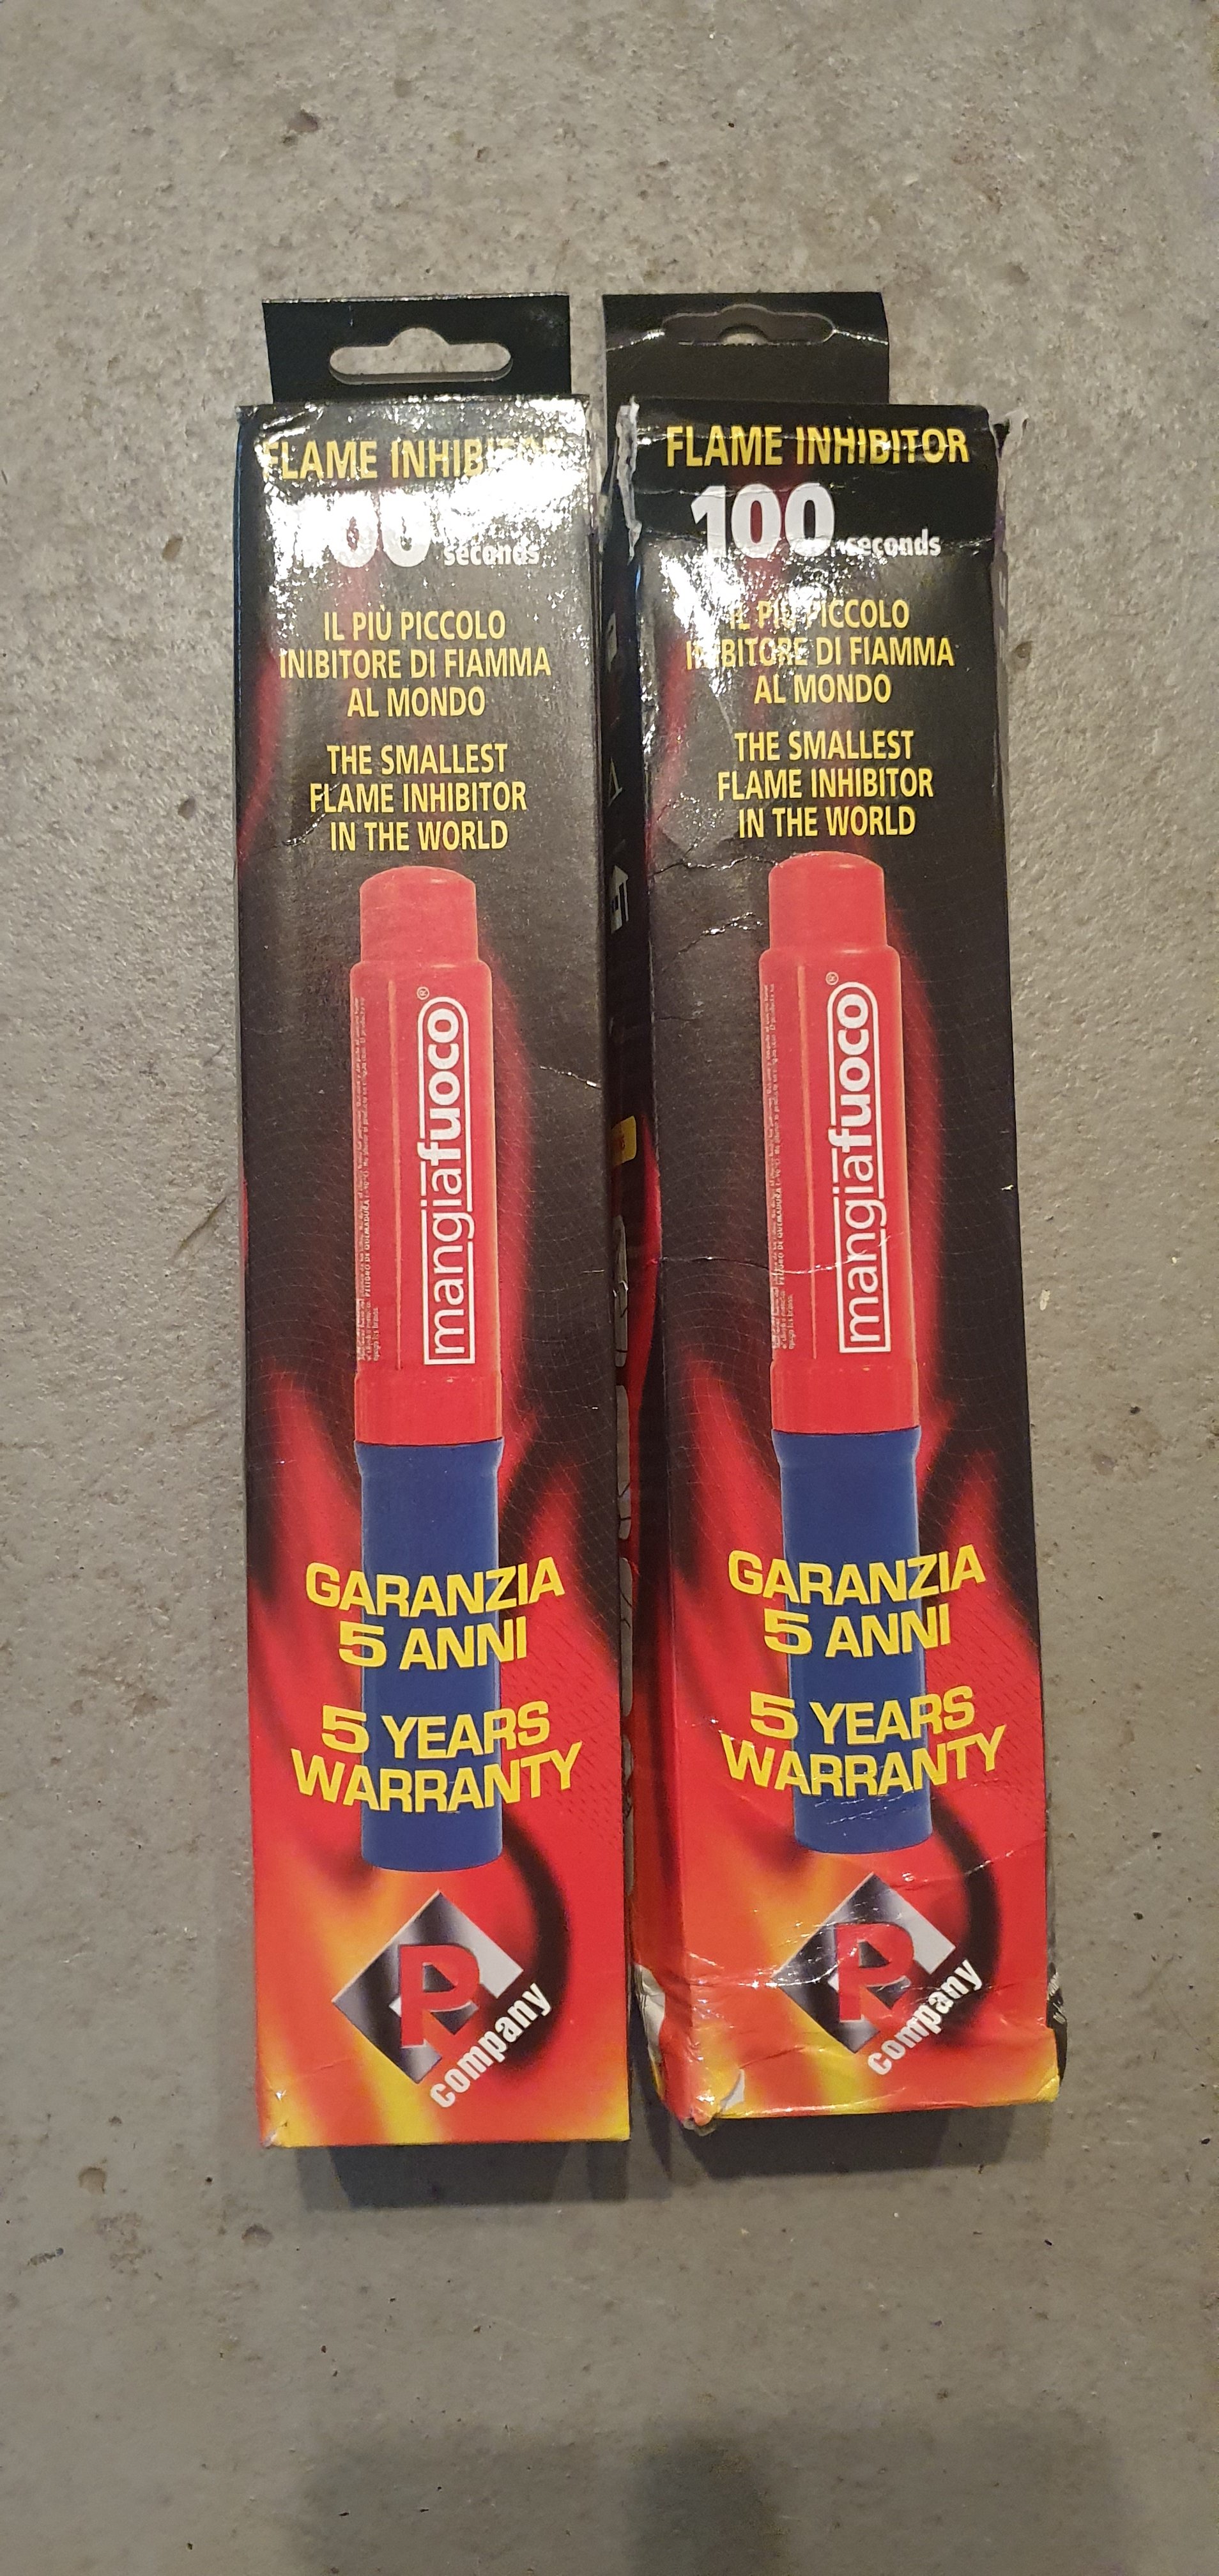 FLAME INHIBITOR
100 seconds
IL PIÙ PICCOLO
INIBITORE DI FIAMMA
AL MONDO
THE SMALLEST
FLAME INHIBITOR
IN THE WORLD
mangiafuoco®
GARANZIA
5 ANNI
5 YEARS
WARRANTY
P company
FLAME INHIBITOR
100 seconds
IL PIÙ PICCOLO
INIBITORE DI FIAMMA
AL MONDO
THE SMALLEST
FLAME INHIBITOR
IN THE WORLD
mangiafuoco®
GARANZIA
5 ANNI
5 YEARS
WARRANTY
P company